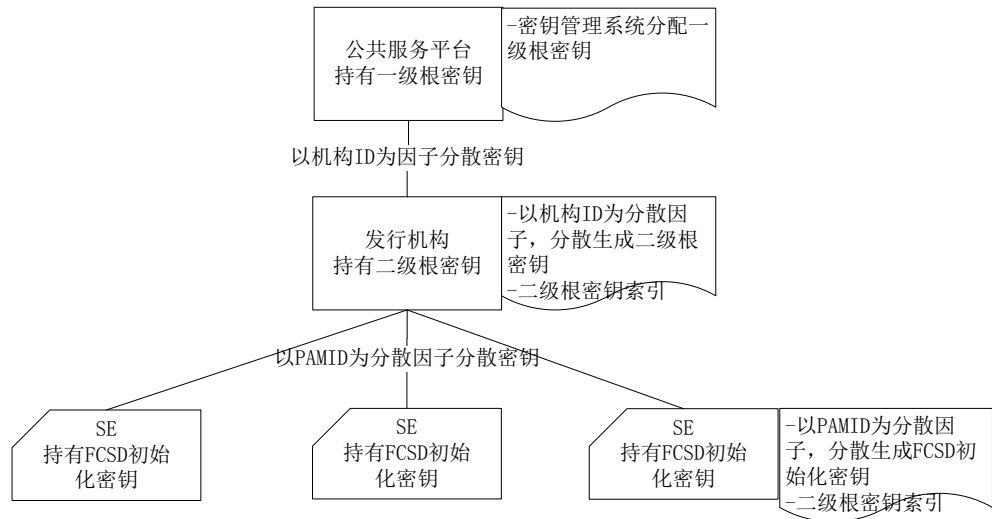 公共服务平台
持有一级根密钥
-密钥管理系统分配一
级根密钥
以机构ID为因子分散密钥
发行机构
持有二级根密钥
-以机构ID为分散因
子，分散生成二级根
密钥
-二级根密钥索引
以PAMID为分散因子分散密钥
SE
持有FCSD初始
化密钥
SE
持有FCSD初始
化密钥
SE
持有FCSD初始
化密钥
-以PAMID为分散因
子，分散生成FCSD初
始化密钥
-二级根密钥索引